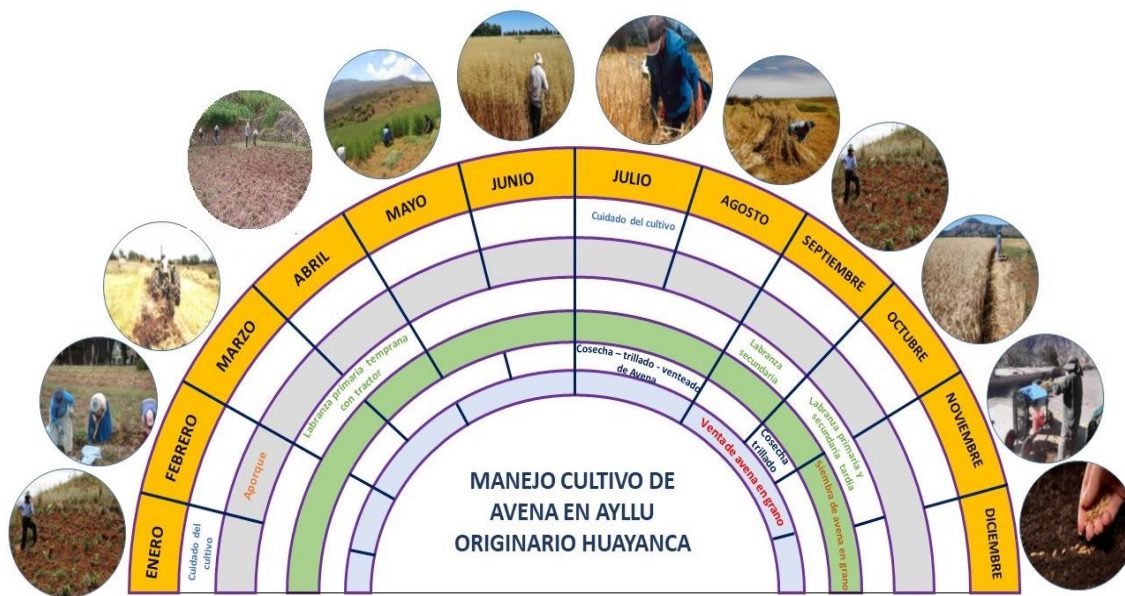 ENERO
FEBRERO
MARZO
ABRIL
MAYO
JUNIO
JULIO
AGOSTO
SEPTIEMBRE
OCTUBRE
NOVIEMBRE
DICIEMBRE
Cuidado del
cultivo
Aporque
Labranza primaria temprana
con tractor
Cuidado del cultivo
Cosecha – trillado - venteado
de Avena
Labranza
secundaria
Labranza primaria y
secundaria tardía
Cosecha
trillado
Siembra de avena en grano
Venta de avena en grano
MANEJO CULTIVO DE
AVENA EN AYLLU
ORIGINARIO HUAYANCA